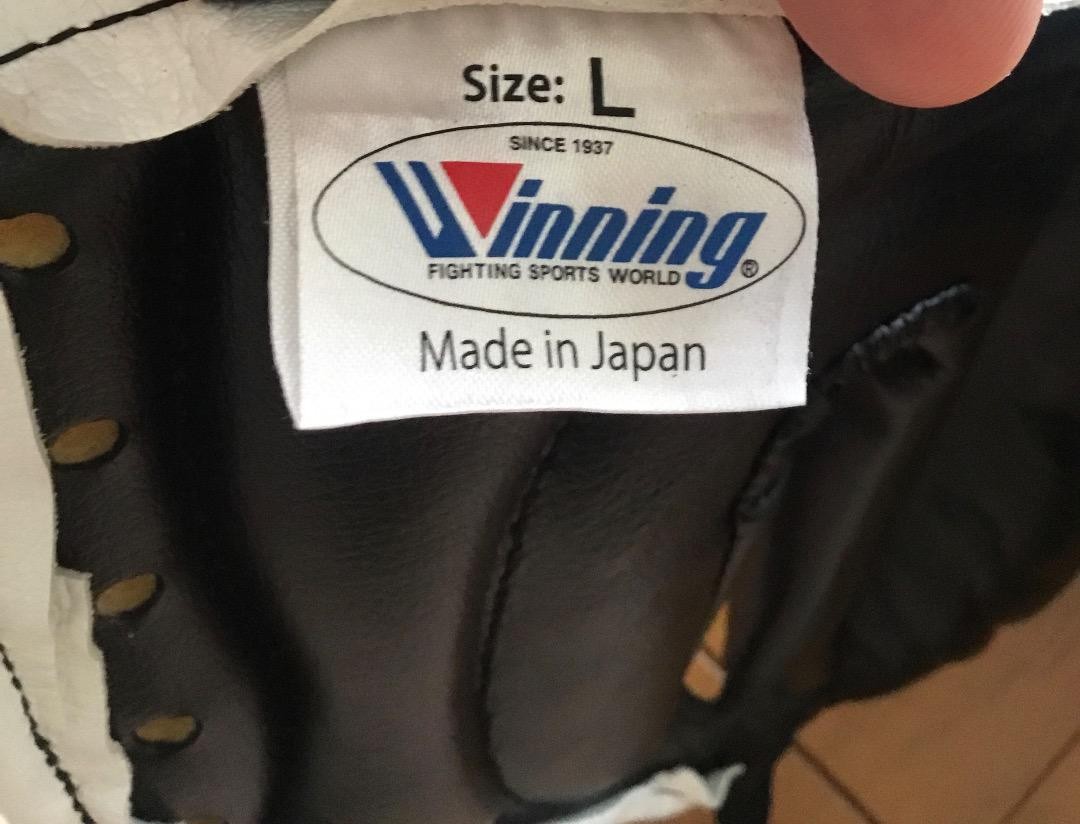 Size: L
SINCE 1937
Winning®
FIGHTING SPORTS WORLD
Made in Japan